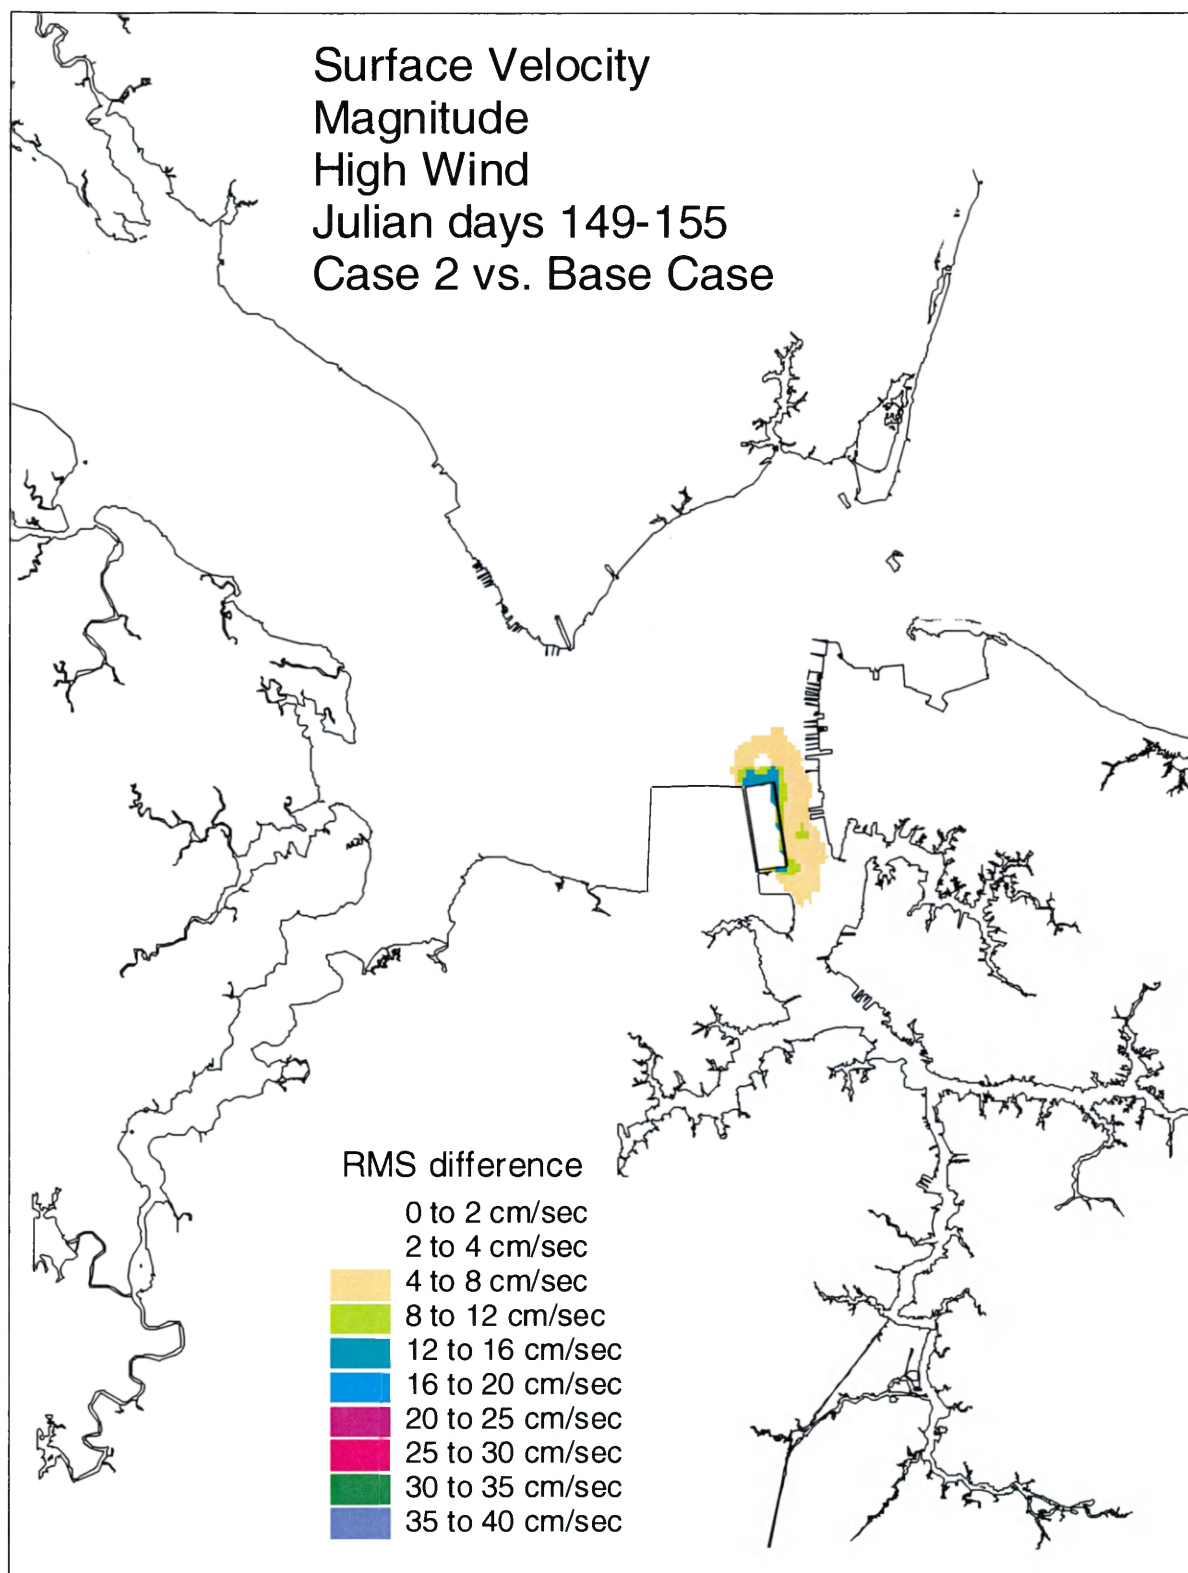 Surface Velocity
Magnitude
High Wind
Julian days 149-155
Case 2 vs. Base Case
RMS difference
0 to 2 cm/sec
2 to 4 cm/sec
4 to 8 cm/sec
8 to 12 cm/sec
12 to 16 cm/sec
16 to 20 cm/sec
20 to 25 cm/sec
25 to 30 cm/sec
30 to 35 cm/sec
35 to 40 cm/sec